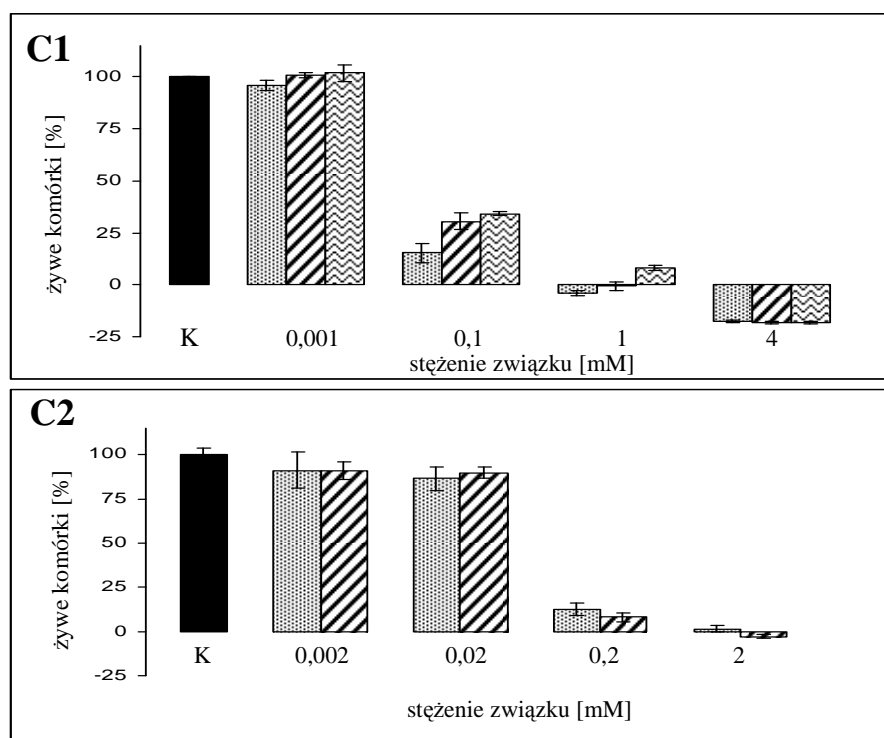 C1
żywe komórki [%]
100
75
50
25
0
-25
K 0,001 0,1 1 4
stężenie związku [mM]
C2
żywe komórki [%]
100
75
50
25
0
-25
K 0,002 0,02 0,2 2
stężenie związku [mM]